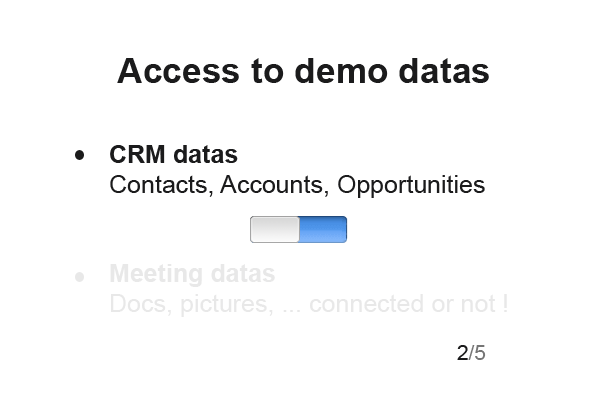 Access to demo datas
• CRM datas
Contacts, Accounts, Opportunities
• Meeting datas
Docs, pictures, ... connected or not !
2/5